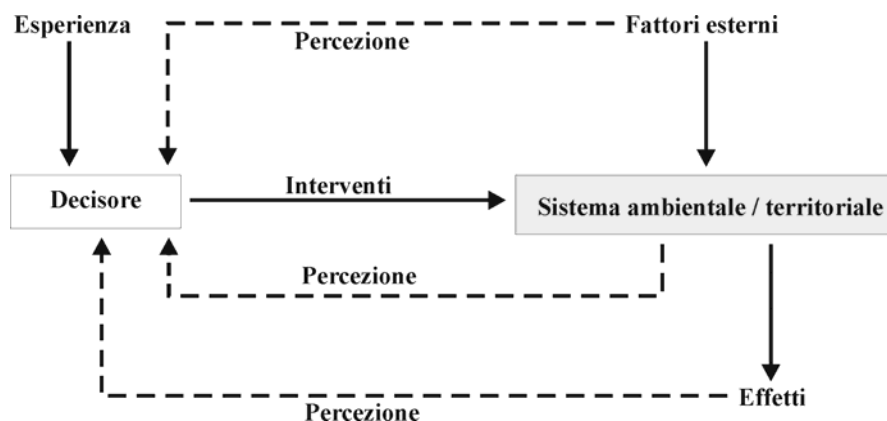 Esperienza
Percezione
Fattori esterni
Decisore
Interventi
Sistema ambientale / territoriale
Percezione
Effetti
Percezione